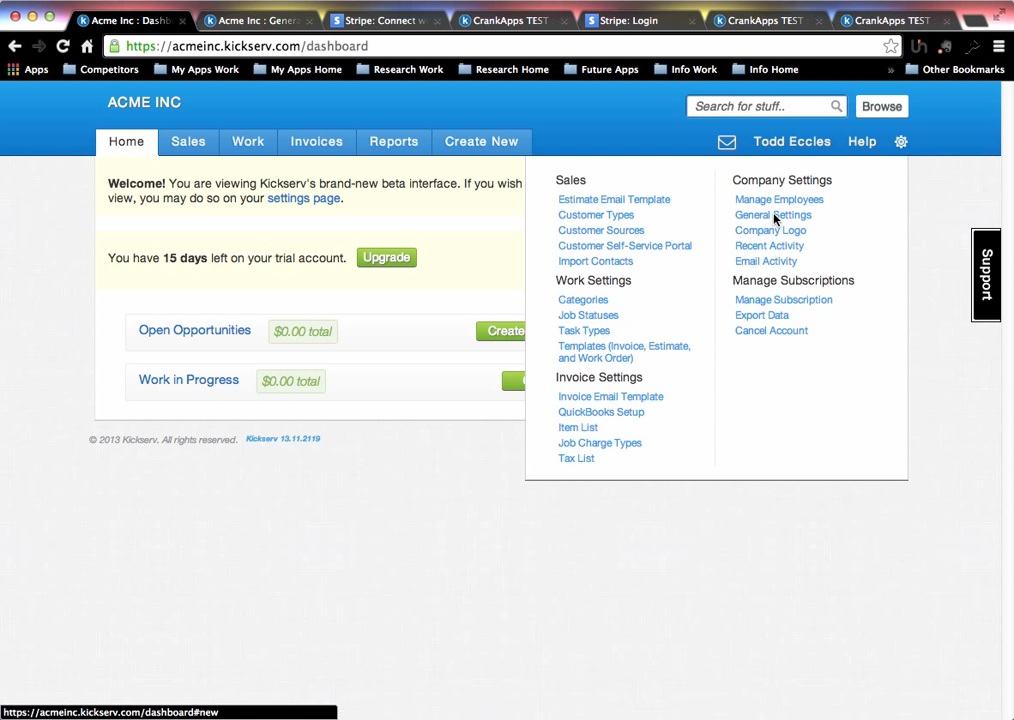 Acme Inc : Dashb
Acme Inc : Gener
Stripe: Connect w
CrankApps TEST
Stripe: Login
CrankApps TEST
CrankApps TEST
https://acmeinc.kickserv.com/dashboard
Apps
Competitors
My Apps Work
My Apps Home
Research Work
Research Home
Future Apps
Info Work
Info Home
»
Other Bookmarks
ACME INC
Search for stuff..
Browse
Home
Sales
Work
Invoices
Reports
Create New
Todd Eccles
Help
Welcome! You are viewing Kickserv's brand-new beta interface. If you wish
view, you may do so on your settings page.
You have 15 days left on your trial account.
Upgrade
Open Opportunities
$0.00 total
Create
Work in Progress
$0.00 total
© 2013 Kickserv. All rights reserved.
Kickserv 13.11.2119
Sales
Estimate Email Template
Customer Types
Customer Sources
Customer Self-Service Portal
Import Contacts
Work Settings
Categories
Job Statuses
Task Types
Templates (Invoice, Estimate,
and Work Order)
Invoice Settings
Invoice Email Template
QuickBooks Setup
Item List
Job Charge Types
Tax List
Company Settings
Manage Employees
General Settings
Company Logo
Recent Activity
Email Activity
Manage Subscriptions
Manage Subscription
Export Data
Cancel Account
Support
https://acmeinc.kickserv.com/dashboard#new